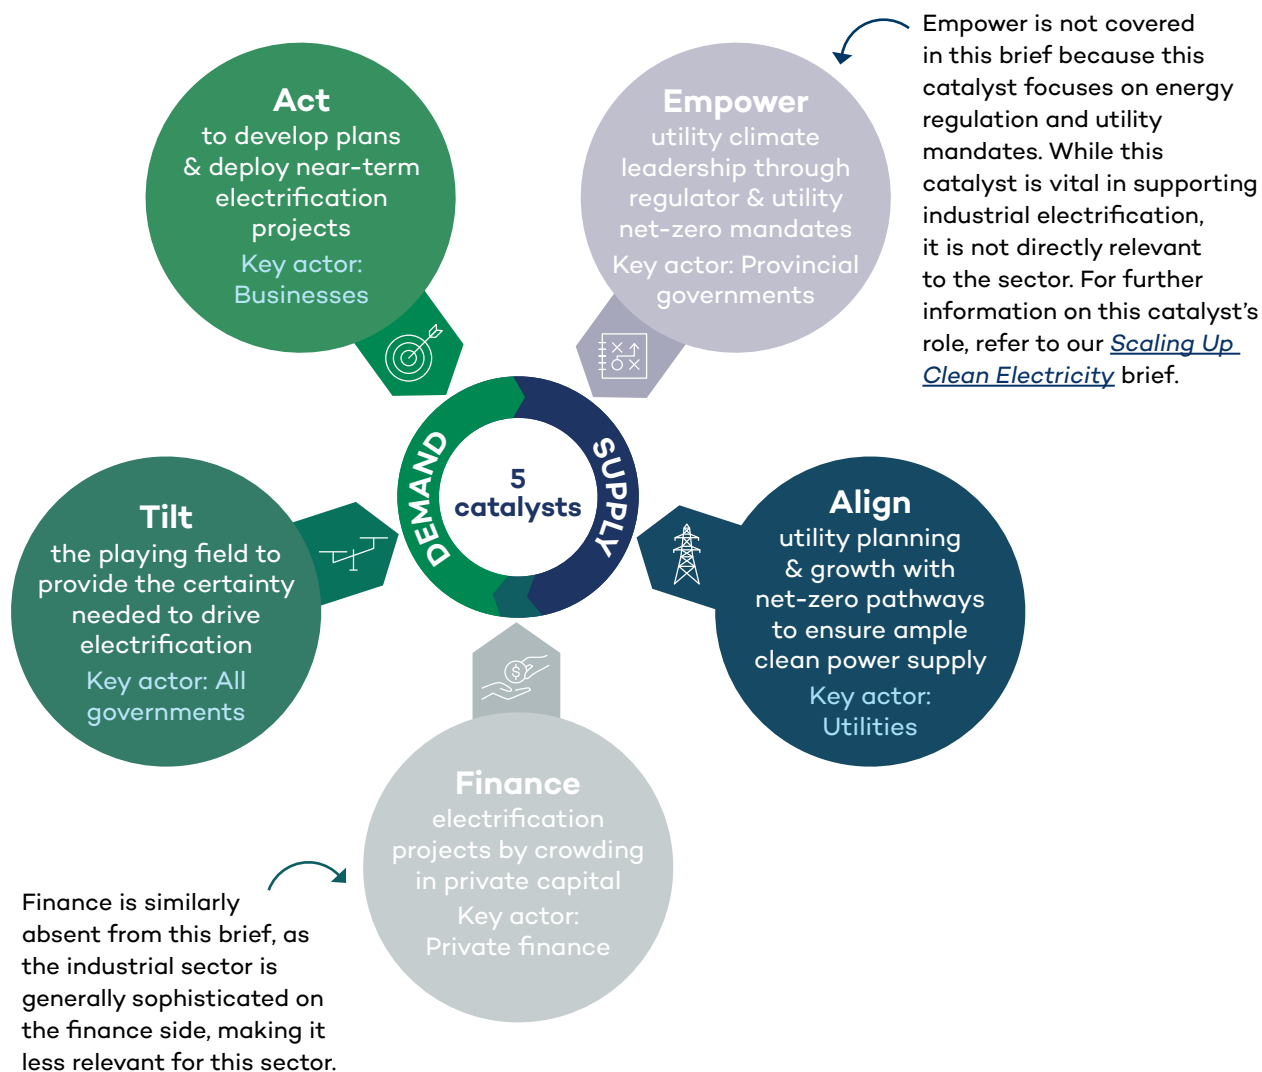 Act
to develop plans
& deploy near-term
electrification
projects
Key actor:
Businesses
Empower
utility climate
leadership through
regulator & utility
net-zero mandates
Key actor: Provincial
governments
Empower is not covered
in this brief because this
catalyst focuses on energy
regulation and utility
mandates. While this
catalyst is vital in supporting
industrial electrification,
it is not directly relevant
to the sector. For further
information on this catalyst’s
role, refer to our Scaling Up
Clean Electricity brief.
DEMAND
SUPPLY
5
catalysts
Tilt
the playing field to
provide the certainty
needed to drive
electrification
Key actor: All
governments
Align
utility planning
& growth with
net-zero pathways
to ensure ample
clean power supply
Key actor:
Utilities
$
Finance
electrification
projects by crowding
in private capital
Key actor:
Private finance
Finance is similarly
absent from this brief, as
the industrial sector is
generally sophisticated on
the finance side, making it
less relevant for this sector.